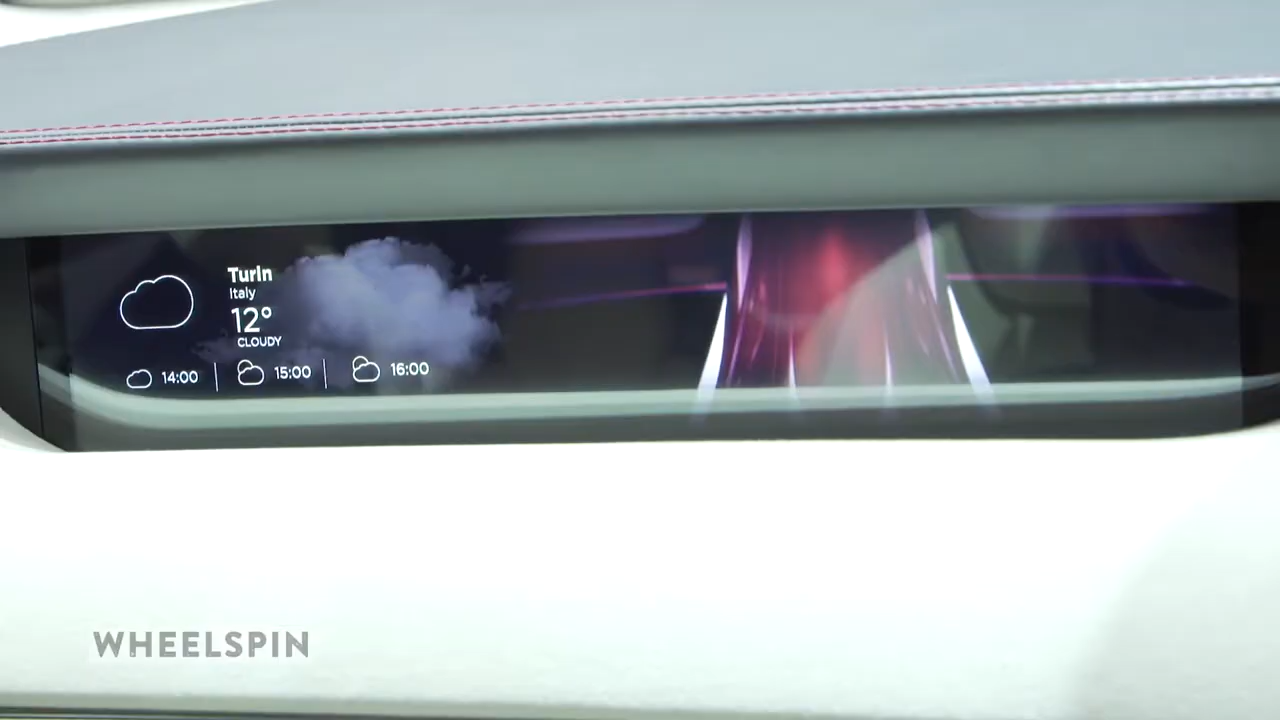 Turin
Italy
12°
CLOUDY
14:00
15:00
16:00
WHEELSPIN